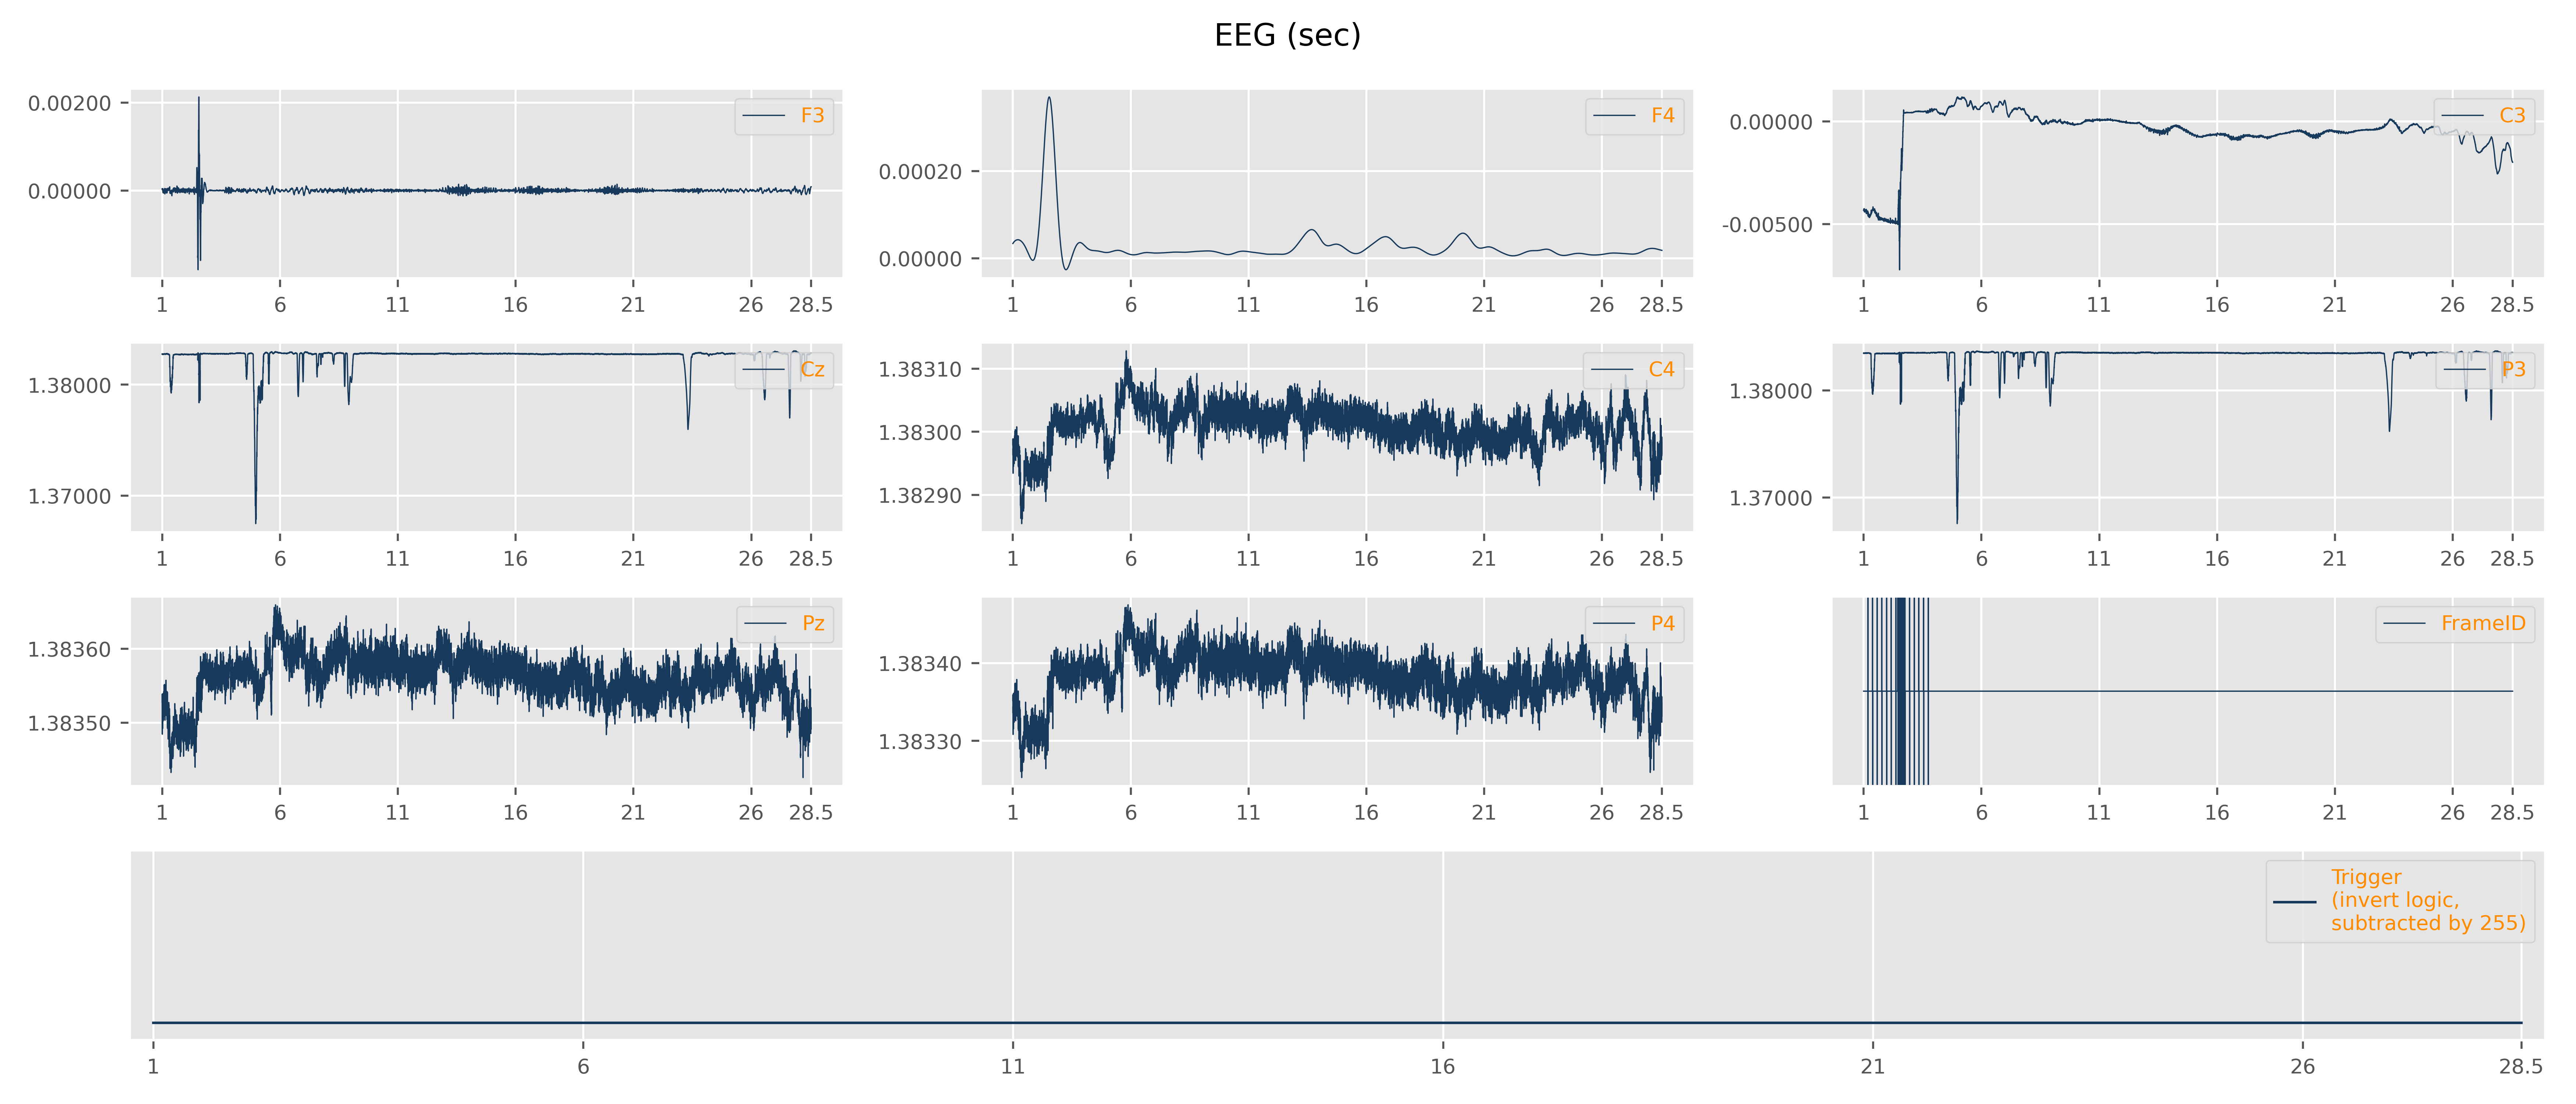 EEG (sec)
0.00200
0.00000
F3
1 6 11 16 21 26 28.5
0.00020
0.00000
F4
1 6 11 16 21 26 28.5
0.00000
-0.00500
C3
1 6 11 16 21 26 28.5
1.38000
1.37000
Cz
1 6 11 16 21 26 28.5
1.38310
1.38300
1.38290
C4
1 6 11 16 21 26 28.5
1.38000
1.37000
P3
1 6 11 16 21 26 28.5
1.38360
1.38350
Pz
1 6 11 16 21 26 28.5
1.38340
1.38330
P4
1 6 11 16 21 26 28.5
FrameID
1 6 11 16 21 26 28.5
Trigger
(invert logic,
subtracted by 255)
1 6 11 16 21 26 28.5